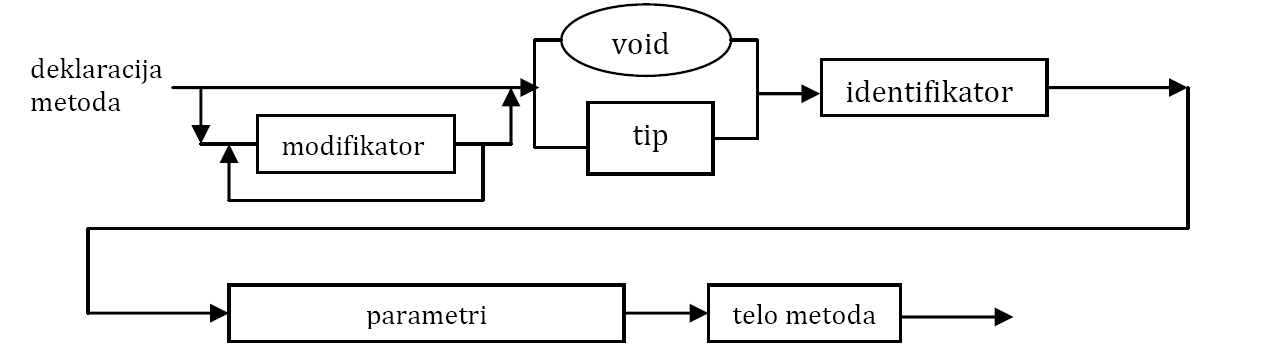 deklaracija
metoda
void
tip
modifikator
identifikator
parametri
telo metoda